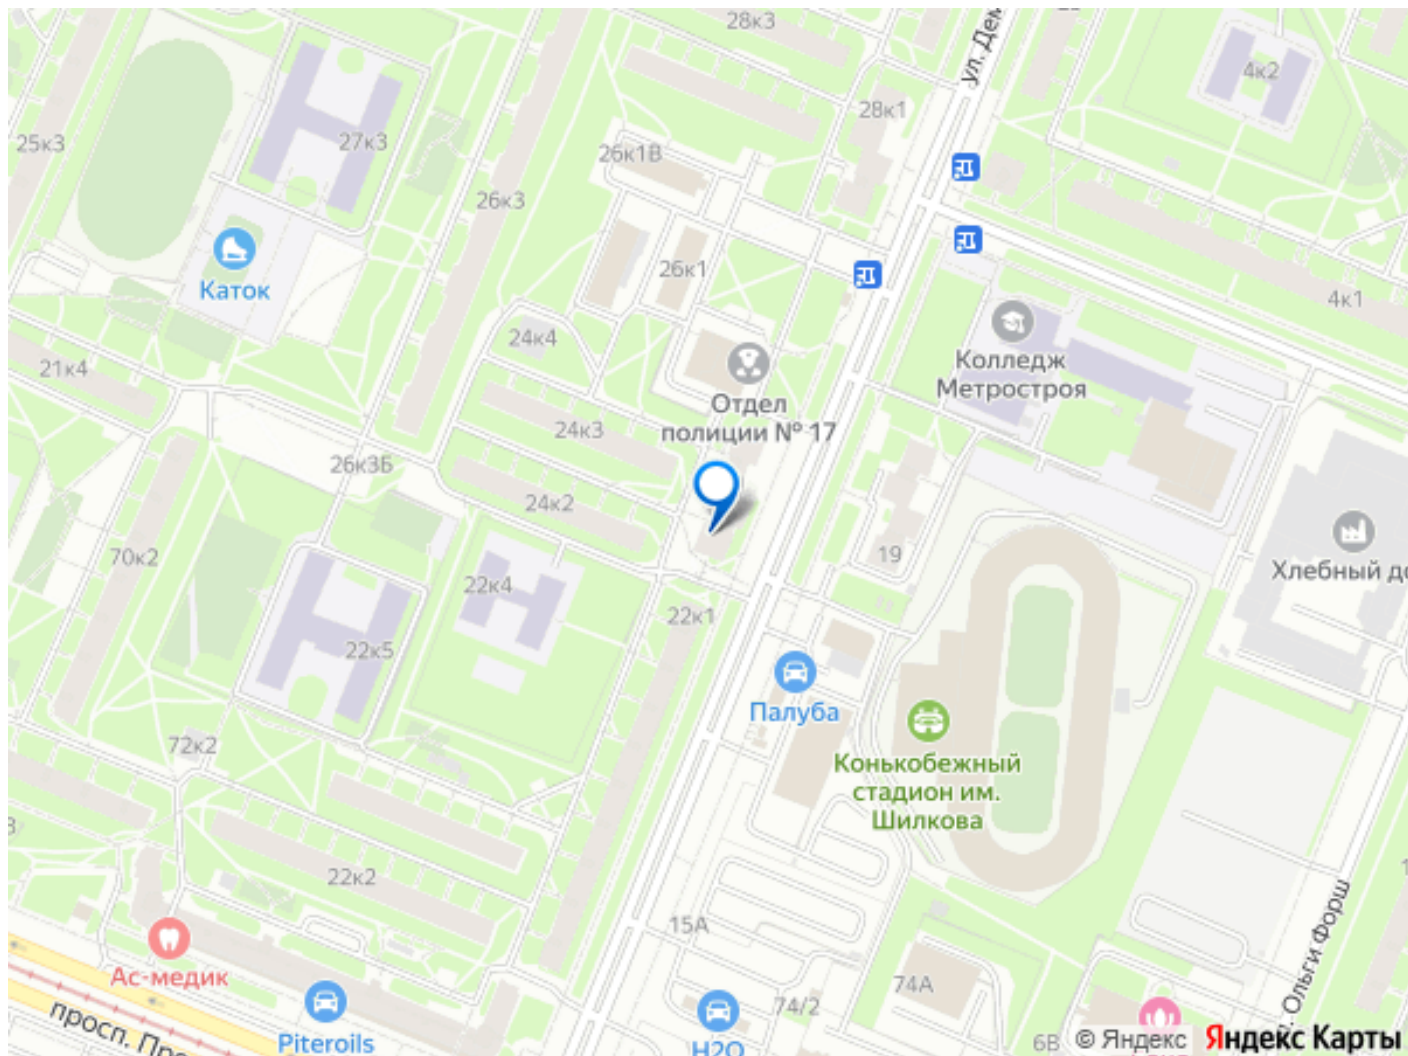 28к3
ул. Дем
4к2
28к1
25к3
27к3
26к1В
26к3
26к1
Каток
4к1
24к4
21к4
Колледж
Метростроя
Отдел
полиции № 17
24к3
26к3Б
24к2
70к2
19
Хлебный до
22к4
22к1
22к5
Палуба
72к2
Конькобежный
стадион им.
Шилкова
22к2
15А
Ольги Форш
Ас-медик
74А
74/2
просп. Про
Piteroils
H2O
6В
© Яндекс
Яндекс Карты